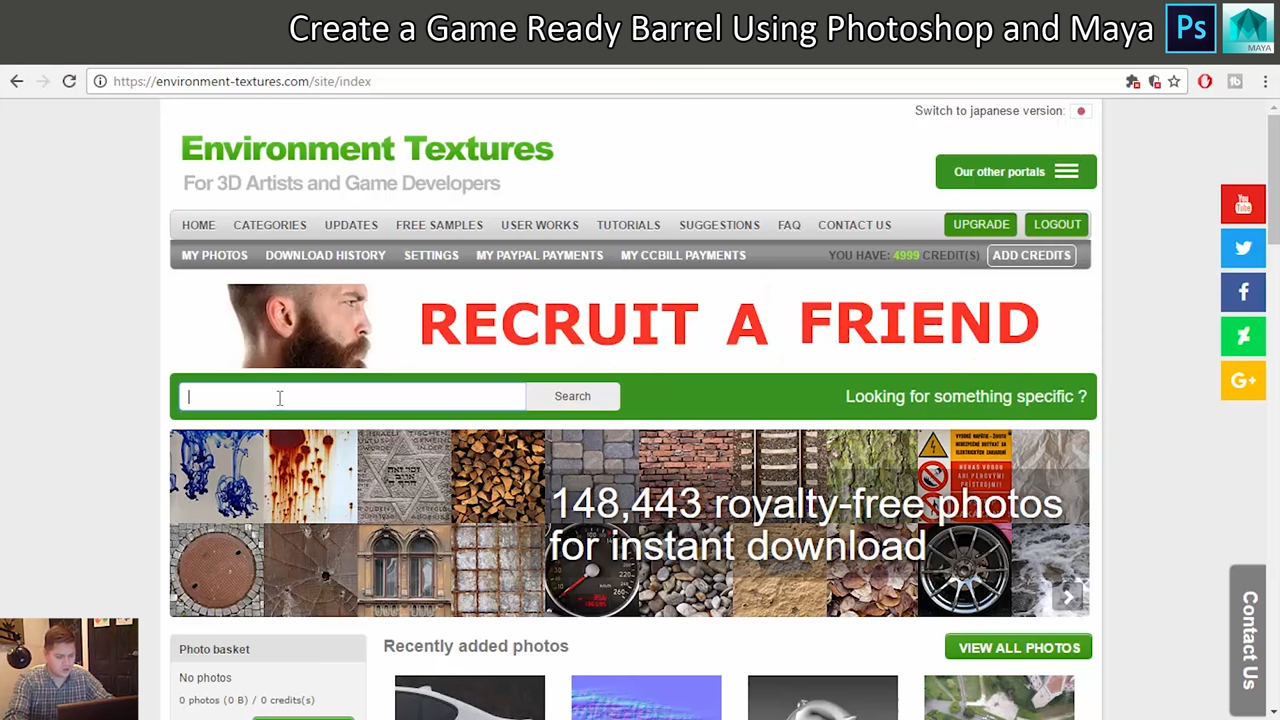 Create a Game Ready Barrel Using Photoshop and Maya
Ps
MAYA
https://environment-textures.com/site/index
Switch to japanese version:
Environment Textures
For 3D Artists and Game Developers
Our other portals
HOME CATEGORIES UPDATES FREE SAMPLES USER WORKS TUTORIALS SUGGESTIONS FAQ CONTACT US UPGRADE LOGOUT
MY PHOTOS DOWNLOAD HISTORY SETTINGS MY PAYPAL PAYMENTS MY CCBILL PAYMENTS YOU HAVE: 4999 CREDIT(S) ADD CREDITS
You Tube
f
G+
RECRUIT A FRIEND
Search
Looking for something specific ?
148,443 royalty-free photos
for instant download
Contact Us
Photo basket
Recently added photos
VIEW ALL PHOTOS
No photos
0 photos (0 B) / 0 credits(s)